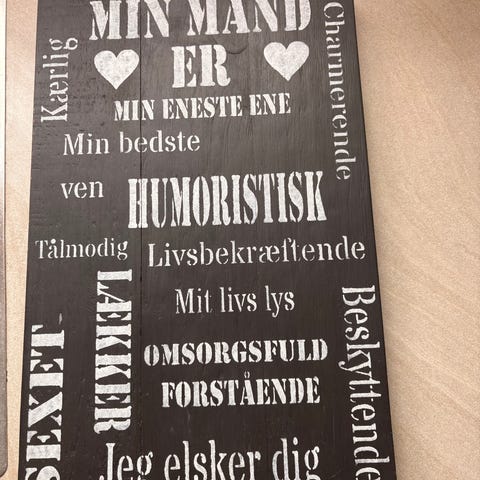 MIN MAND
ER
Kærlig
Charmerende
MIN ENESTE ENE
Min bedste
ven
HUMORISTISK
Tålmodig
Livsbekræftende
LÆKKER
Mit livs lys
Beskyttende
OMSORGSFULD
FORSTÅENDE
SEXET
Jeg elsker dig